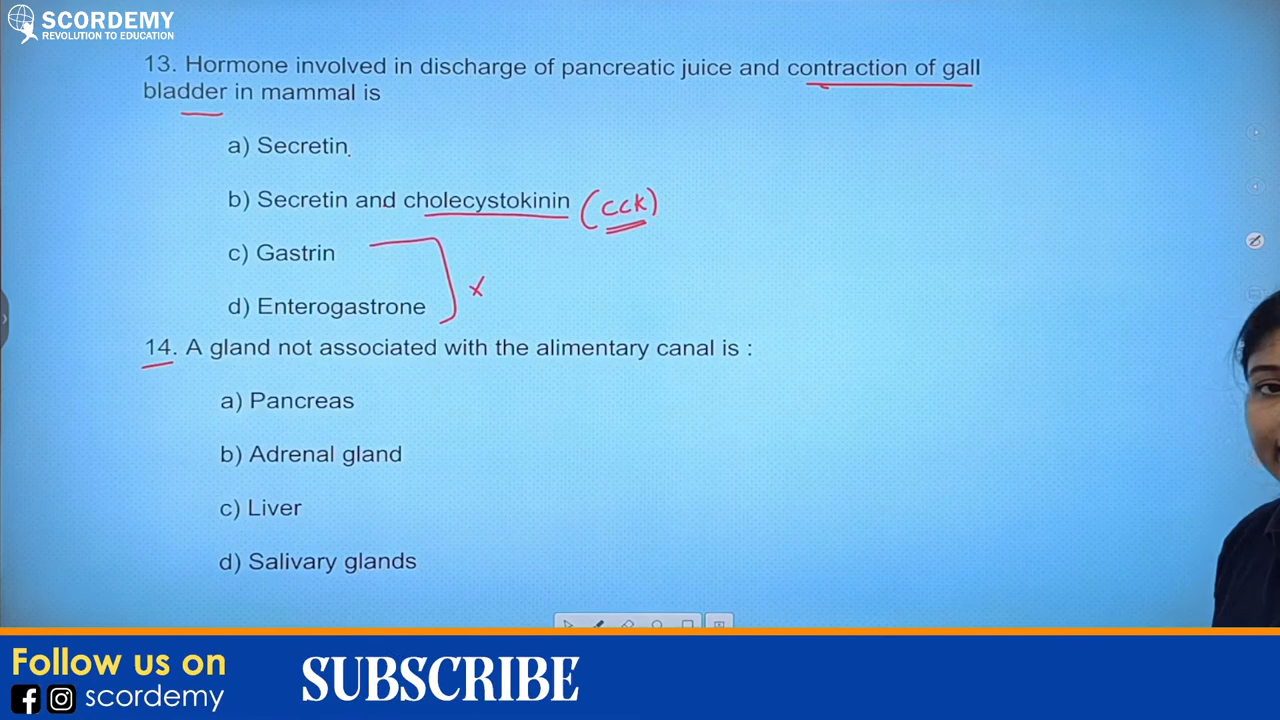 SCORDEMY
REVOLUTION TO EDUCATION
13. Hormone involved in discharge of pancreatic juice and contraction of gall
bladder in mammal is
a) Secretin
b) Secretin and cholecystokinin (CCK)
c) Gastrin
d) Enterogastrone x
14. A gland not associated with the alimentary canal is :
a) Pancreas
b) Adrenal gland
c) Liver
d) Salivary glands
Follow us on
scordemy
SUBSCRIBE